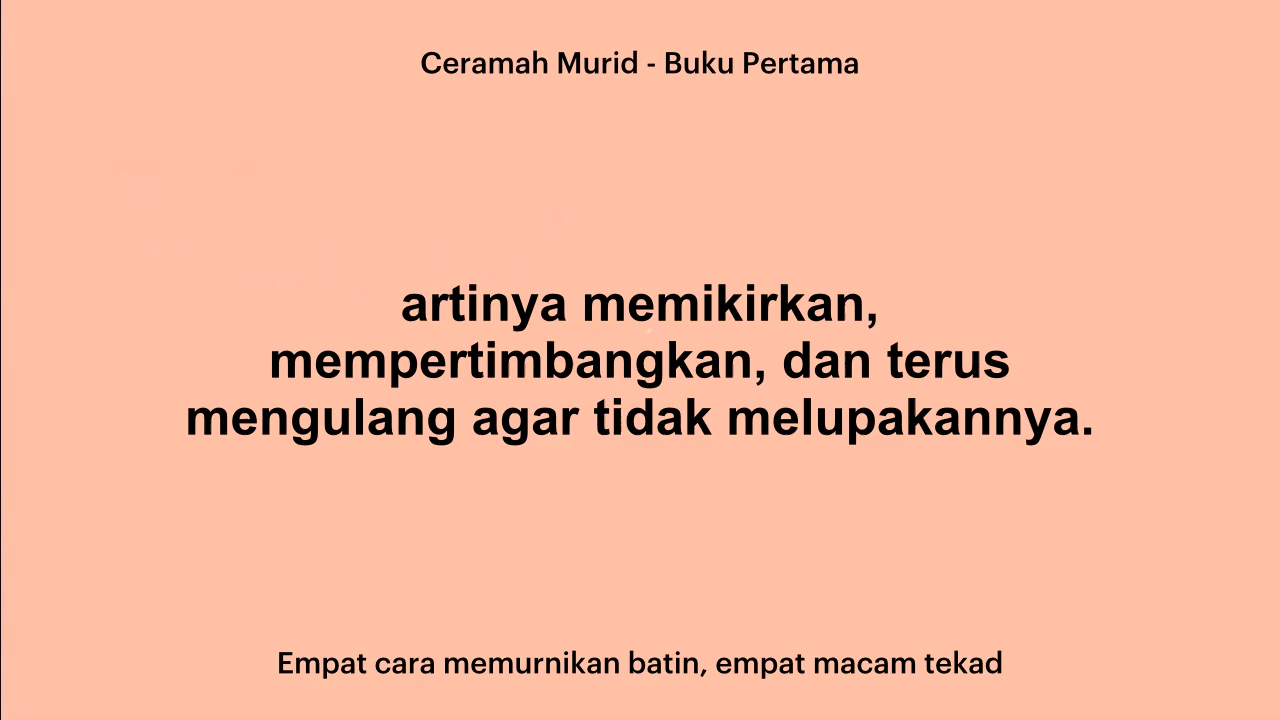 Ceramah Murid - Buku Pertama
artinya memikirkan,
mempertimbangkan, dan terus
mengulang agar tidak melupakannya.
Empat cara memurnikan batin, empat macam tekad